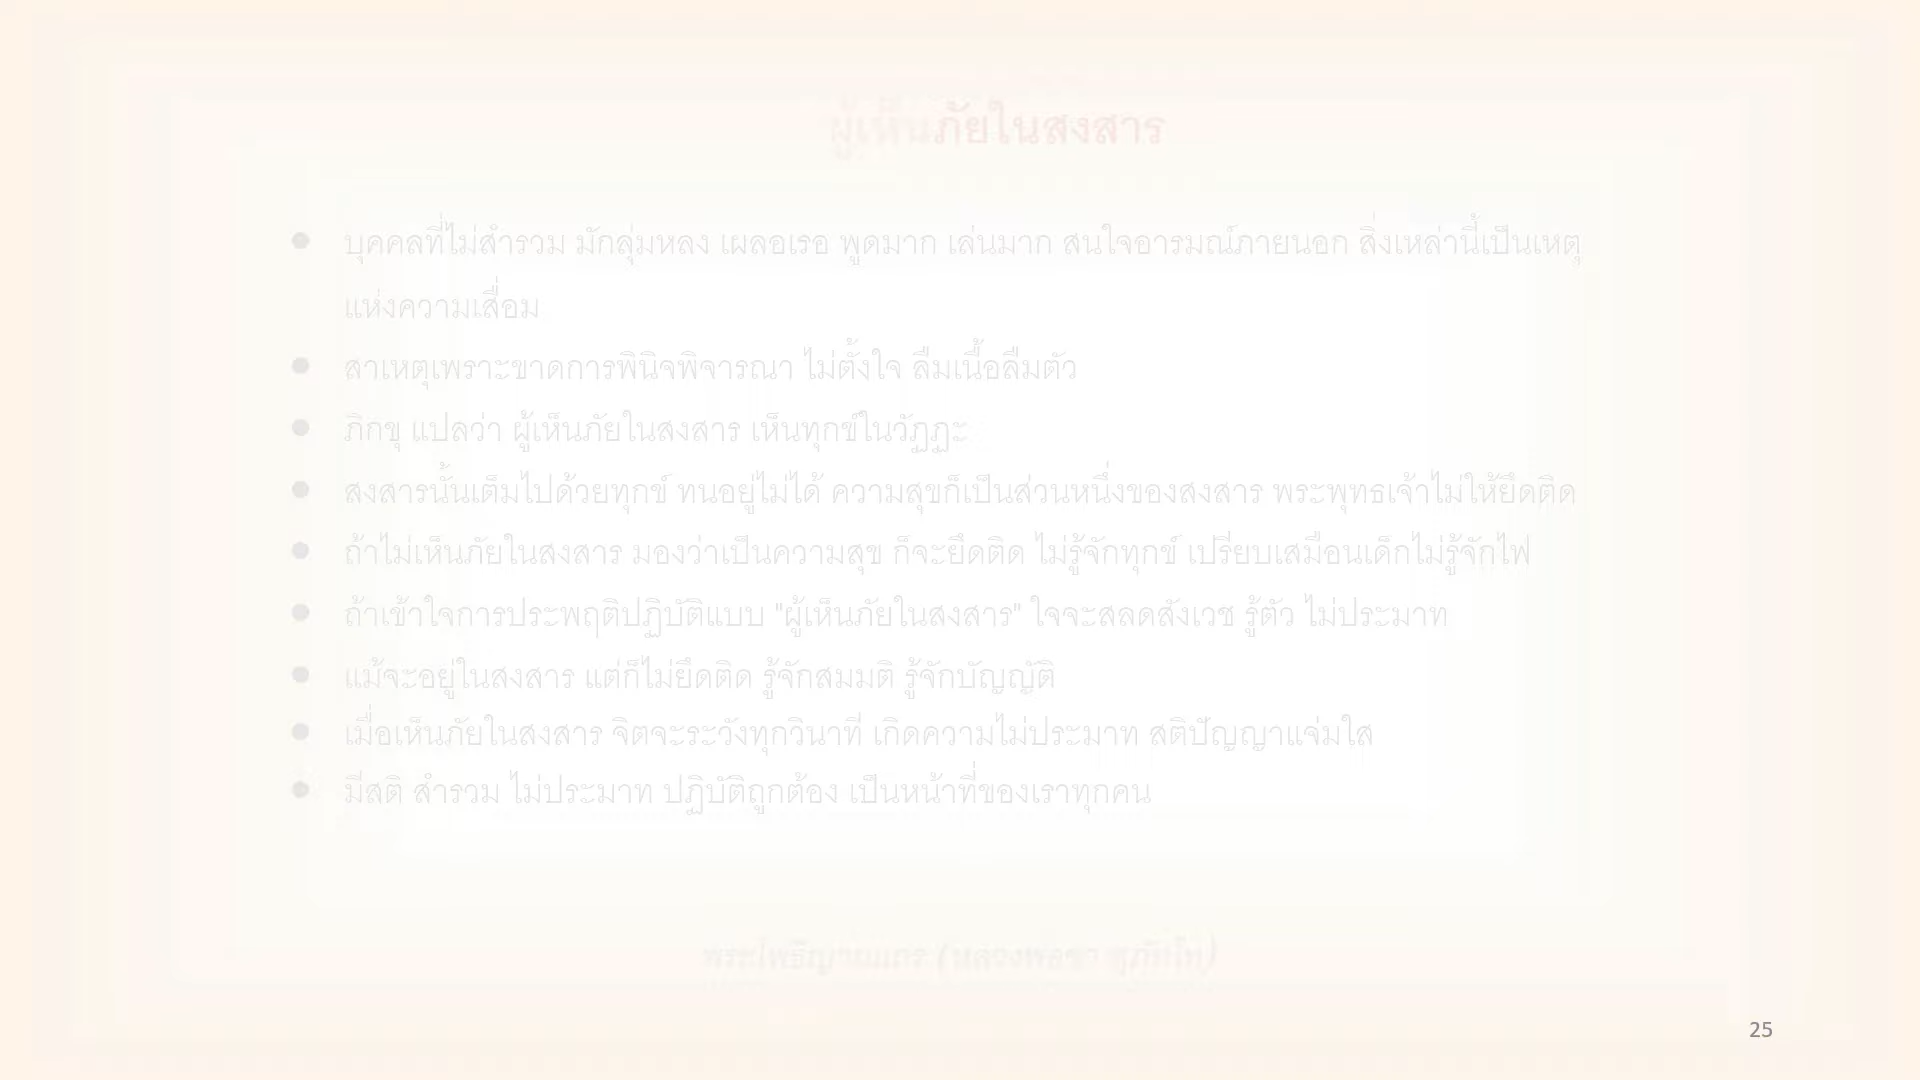 ผู้เห็นภัยในสงสาร
● บุคคลที่ไม่สำรวม มักลุ่มหลง เผลอเรอ พูดมาก เล่นมาก สนใจอารมณ์ภายนอก สิ่งเหล่านี้เป็นเหตุ
แห่งความเสื่อม
● สาเหตุเพราะขาดการพินิจพิจารณา ไม่ตั้งใจ ลืมเนื้อลืมตัว
● ภิกขุ แปลว่า ผู้เห็นภัยในสงสาร เห็นทุกข์ในวัฏฏะ
● สงสารนั้นเต็มไปด้วยทุกข์ ทนอยู่ไม่ได้ ความสุขก็เป็นส่วนหนึ่งของสงสาร พระพุทธเจ้าไม่ให้ยึดติด
● ถ้าไม่เห็นภัยในสงสาร มองว่าเป็นความสุข ก็จะยึดติด ไม่รู้จักทุกข์ เปรียบเสมือนเด็กไม่รู้จักไฟ
● ถ้าเข้าใจการประพฤติปฏิบัติแบบ "ผู้เห็นภัยในสงสาร" ใจจะสลดสังเวช รู้ตัว ไม่ประมาท
● แม้จะอยู่ในสงสาร แต่ก็ไม่ยึดติด รู้จักสมมติ รู้จักบัญญัติ
● เมื่อเห็นภัยในสงสาร จิตจะระวังทุกวินาที เกิดความไม่ประมาท สติปัญญาแจ่มใส
● มีสติ สำรวม ไม่ประมาท ปฏิบัติถูกต้อง เป็นหน้าที่ของเราทุกคน
25